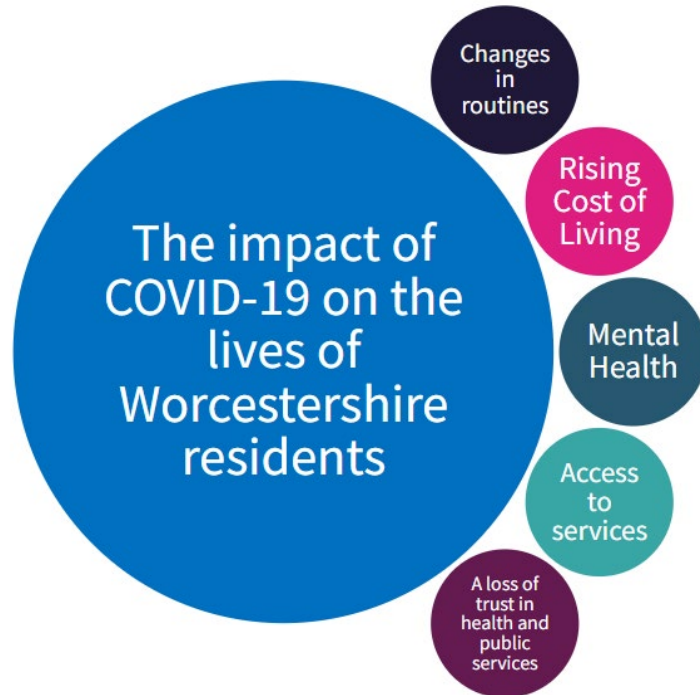 Changes
in
routines
Rising
Cost of
Living
The impact of
COVID-19 on the
lives of
Worcestershire
residents
Mental
Health
Access
to
services
A loss of
trust in
health and
public
services